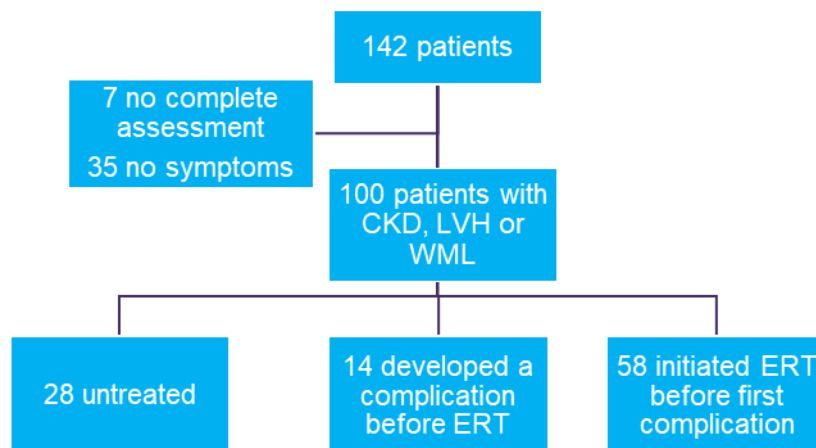 142 patients
7 no complete
assessment
35 no symptoms
100 patients with
CKD, LVH or
WML
28 untreated
14 developed a
complication
before ERT
58 initiated ERT
before first
complication